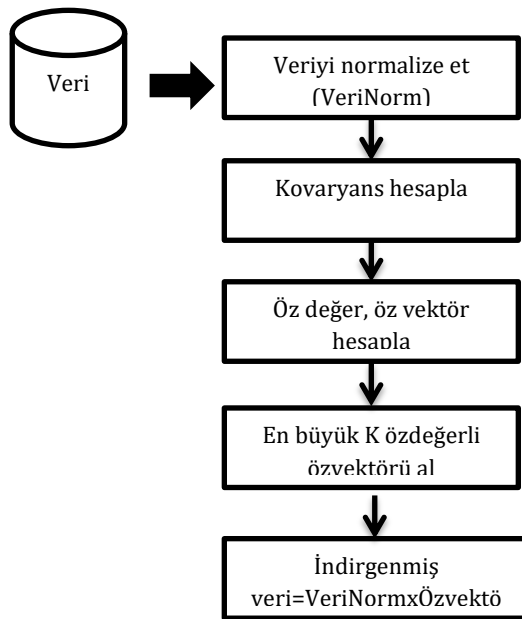 Veri
Veriyi normalize et
(VeriNorm)
Kovaryans hesapla
Öz değer, öz vektör
hesapla
En büyük K özdeğerli
özvektörü al
İndirgenmiş
veri=VeriNormxÖzvektö